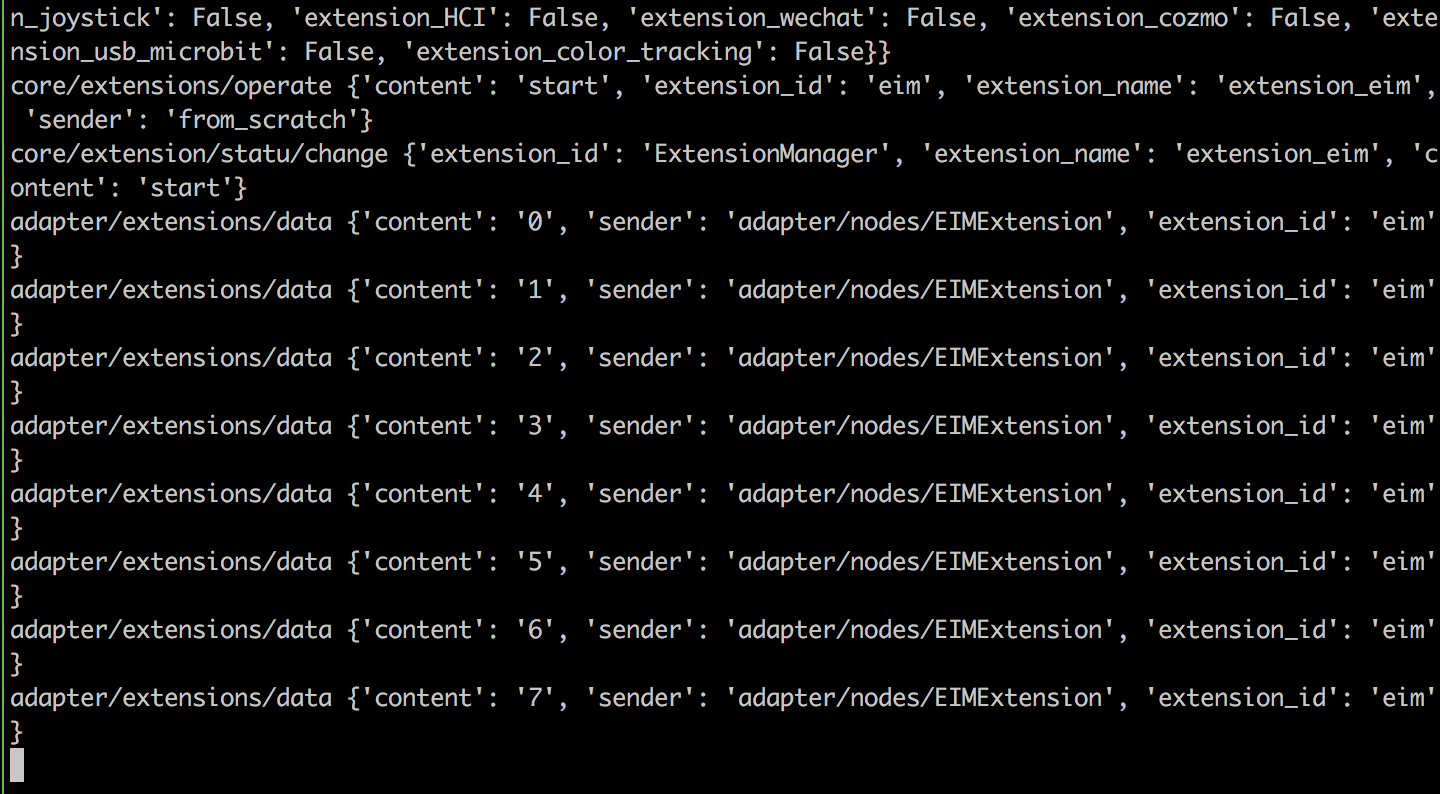 n_joystick': False, 'extension_HCI': False, 'extension_wechat': False, 'extension_cozmo': False, 'exte
nsion_usb_microbit': False, 'extension_color_tracking': False}}
core/extensions/operate {'content': 'start', 'extension_id': 'eim', 'extension_name': 'extension_eim',
 'sender': 'from_scratch'}
core/extension/statu/change {'extension_id': 'ExtensionManager', 'extension_name': 'extension_eim', 'c
ontent': 'start'}
adapter/extensions/data {'content': '0', 'sender': 'adapter/nodes/EIMExtension', 'extension_id': 'eim'
}
adapter/extensions/data {'content': '1', 'sender': 'adapter/nodes/EIMExtension', 'extension_id': 'eim'
}
adapter/extensions/data {'content': '2', 'sender': 'adapter/nodes/EIMExtension', 'extension_id': 'eim'
}
adapter/extensions/data {'content': '3', 'sender': 'adapter/nodes/EIMExtension', 'extension_id': 'eim'
}
adapter/extensions/data {'content': '4', 'sender': 'adapter/nodes/EIMExtension', 'extension_id': 'eim'
}
adapter/extensions/data {'content': '5', 'sender': 'adapter/nodes/EIMExtension', 'extension_id': 'eim'
}
adapter/extensions/data {'content': '6', 'sender': 'adapter/nodes/EIMExtension', 'extension_id': 'eim'
}
adapter/extensions/data {'content': '7', 'sender': 'adapter/nodes/EIMExtension', 'extension_id': 'eim'
}